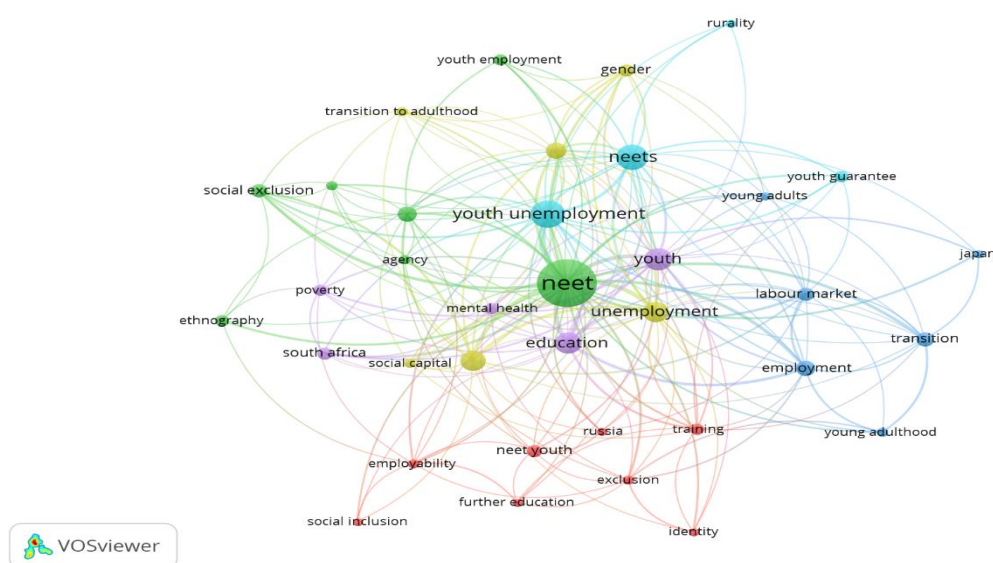 rurality
youth employment
gender
transition to adulthood
neets
youth guarantee
social exclusion
young adults
youth unemployment
agency
youth
japan
neet
poverty
labour market
mental health
ethnography
unemployment
transition
education
south africa
social capital
employment
russia
training
young adulthood
neet youth
employability
exclusion
further education
social inclusion
identity
VOSviewer